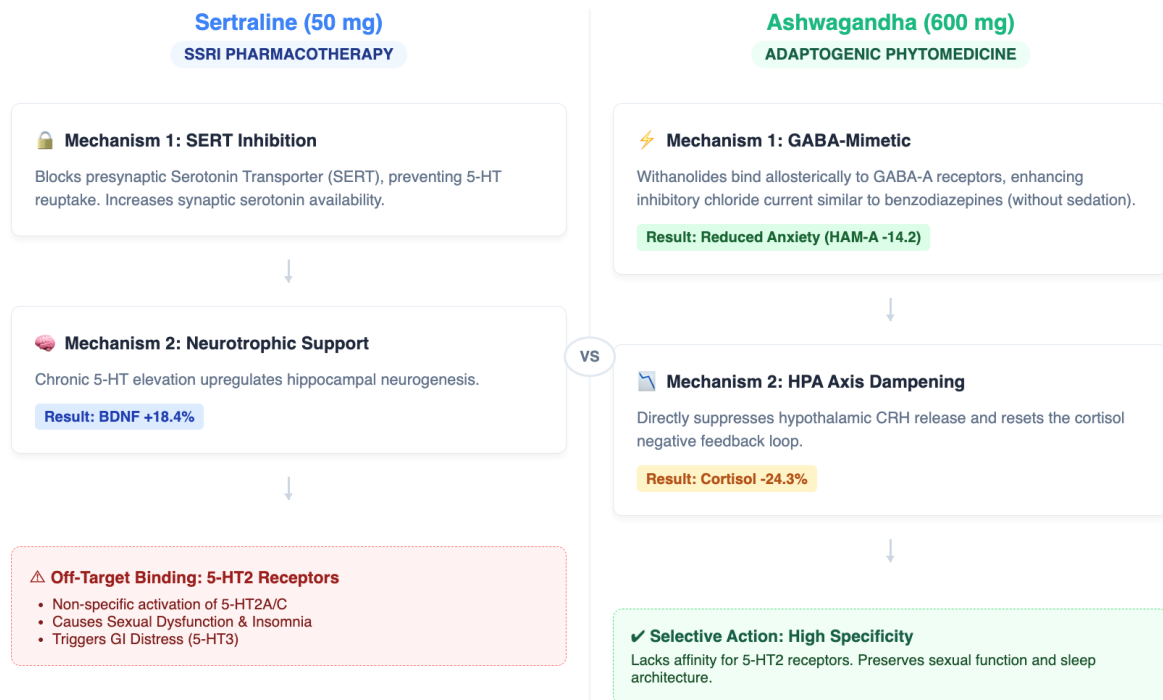 Sertraline (50 mg)
SSRI PHARMACOTHERAPY
Mechanism 1: SERT Inhibition
Blocks presynaptic Serotonin Transporter (SERT), preventing 5-HT
reuptake. Increases synaptic serotonin availability.
Mechanism 2: Neurotrophic Support
Chronic 5-HT elevation upregulates hippocampal neurogenesis.
Result: BDNF +18.4%
Off-Target Binding: 5-HT2 Receptors
• Non-specific activation of 5-HT2A/C
• Causes Sexual Dysfunction & Insomnia
• Triggers GI Distress (5-HT3)
VS
Ashwagandha (600 mg)
ADAPTOGENIC PHYTOMEDICINE
Mechanism 1: GABA-Mimetic
Withanolides bind allosterically to GABA-A receptors, enhancing
inhibitory chloride current similar to benzodiazepines (without sedation).
Result: Reduced Anxiety (HAM-A -14.2)
Mechanism 2: HPA Axis Dampening
Directly suppresses hypothalamic CRH release and resets the cortisol
negative feedback loop.
Result: Cortisol -24.3%
Selective Action: High Specificity
Lacks affinity for 5-HT2 receptors. Preserves sexual function and sleep
architecture.